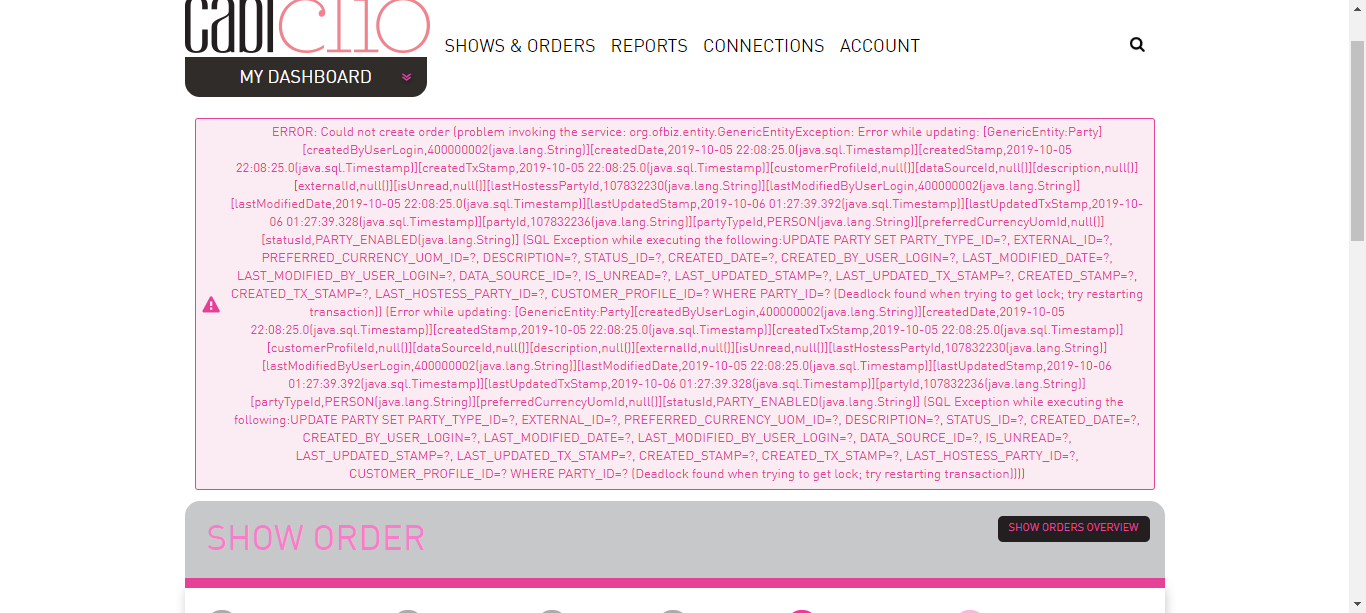 cabi clio
SHOWS & ORDERS REPORTS CONNECTIONS ACCOUNT
MY DASHBOARD
ERROR: Could not create order (problem invoking the service: org.ofbiz.entity.GenericEntityException: Error while updating: [GenericEntity:Party]
[createdByUserLogin,400000002(java.lang.String)][createdDate,2019-10-05 22:08:25.0(java.sql.Timestamp)][createdStamp,2019-10-05
22:08:25.0(java.sql.Timestamp)][createdTxStamp,2019-10-05 22:08:25.0(java.sql.Timestamp)][customerProfileId,null()][dataSourceId,null()][description,null()]
[externalId,null()][isUnread,null()][lastHostessPartyId,107832230(java.lang.String)][lastModifiedByUserLogin,400000002(java.lang.String)]
[lastModifiedDate,2019-10-05 22:08:25.0(java.sql.Timestamp)][lastUpdatedStamp,2019-10-06 01:27:39.392(java.sql.Timestamp)][lastUpdatedTxStamp,2019-10-
06 01:27:39.328(java.sql.Timestamp)][partyId,107832236(java.lang.String)][partyTypeId,PERSON(java.lang.String)][preferredCurrencyUomId,null()]
[statusId,PARTY_ENABLED(java.lang.String)] (SQL Exception while executing the following:UPDATE PARTY SET PARTY_TYPE_ID=?, EXTERNAL_ID=?,
PREFERRED_CURRENCY_UOM_ID=?, DESCRIPTION=?, STATUS_ID=?, CREATED_DATE=?, CREATED_BY_USER_LOGIN=?, LAST_MODIFIED_DATE=?,
LAST_MODIFIED_BY_USER_LOGIN=?, DATA_SOURCE_ID=?, IS_UNREAD=?, LAST_UPDATED_STAMP=?, LAST_UPDATED_TX_STAMP=?, CREATED_STAMP=?,
CREATED_TX_STAMP=?, LAST_HOSTESS_PARTY_ID=?, CUSTOMER_PROFILE_ID=? WHERE PARTY_ID=? (Deadlock found when trying to get lock; try restarting
transaction)) (Error while updating: [GenericEntity:Party][createdByUserLogin,400000002(java.lang.String)][createdDate,2019-10-05
22:08:25.0(java.sql.Timestamp)][createdStamp,2019-10-05 22:08:25.0(java.sql.Timestamp)][createdTxStamp,2019-10-05 22:08:25.0(java.sql.Timestamp)]
[customerProfileId,null()][dataSourceId,null()][description,null()][externalId,null()][isUnread,null()][lastHostessPartyId,107832230(java.lang.String)]
[lastModifiedByUserLogin,400000002(java.lang.String)][lastModifiedDate,2019-10-05 22:08:25.0(java.sql.Timestamp)][lastUpdatedStamp,2019-10-06
01:27:39.392(java.sql.Timestamp)][lastUpdatedTxStamp,2019-10-06 01:27:39.328(java.sql.Timestamp)][partyId,107832236(java.lang.String)]
[partyTypeId,PERSON(java.lang.String)][preferredCurrencyUomId,null()][statusId,PARTY_ENABLED(java.lang.String)] (SQL Exception while executing the
following:UPDATE PARTY SET PARTY_TYPE_ID=?, EXTERNAL_ID=?, PREFERRED_CURRENCY_UOM_ID=?, DESCRIPTION=?, STATUS_ID=?, CREATED_DATE=?,
CREATED_BY_USER_LOGIN=?, LAST_MODIFIED_DATE=?, LAST_MODIFIED_BY_USER_LOGIN=?, DATA_SOURCE_ID=?, IS_UNREAD=?,
LAST_UPDATED_STAMP=?, LAST_UPDATED_TX_STAMP=?, CREATED_STAMP=?, CREATED_TX_STAMP=?, LAST_HOSTESS_PARTY_ID=?,
CUSTOMER_PROFILE_ID=? WHERE PARTY_ID=? (Deadlock found when trying to get lock; try restarting transaction))))
SHOW ORDER
SHOW ORDERS OVERVIEW